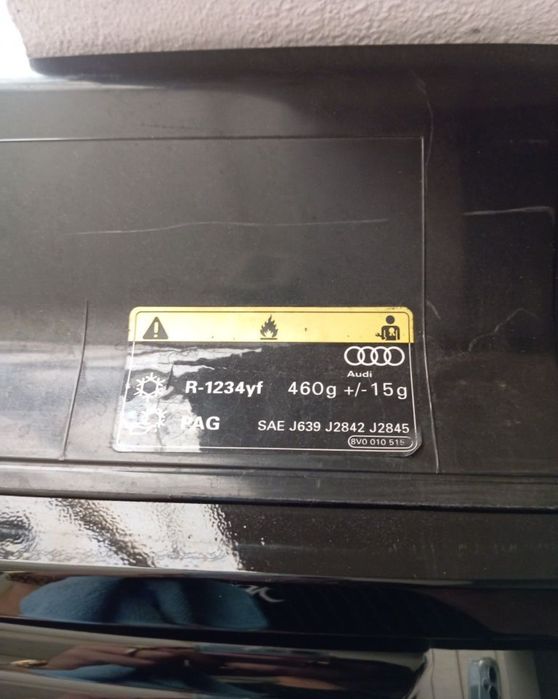 Audi
R-1234yf 460g +/-15g
PAG SAE J639 J2842 J2845
8V0 010 515